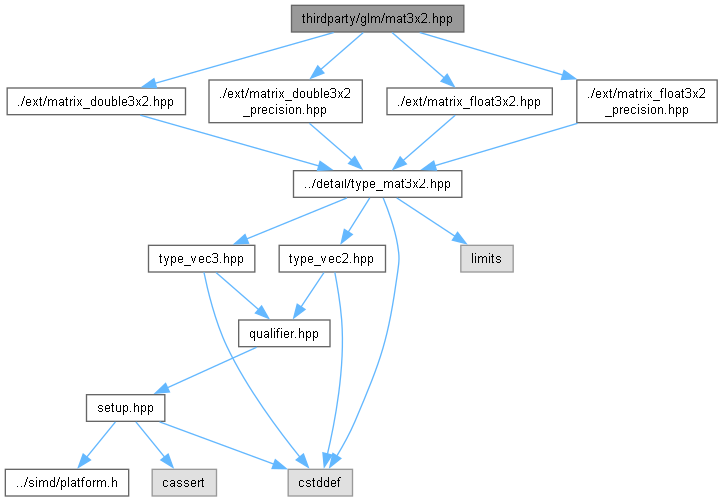 thirdparty/glm/mat3x2.hpp
./ext/matrix_double3x2.hpp
./ext/matrix_double3x2
_precision.hpp
./ext/matrix_float3x2.hpp
./ext/matrix_float3x2
_precision.hpp
../detail/type_mat3x2.hpp
type_vec3.hpp
type_vec2.hpp
limits
qualifier.hpp
setup.hpp
../simd/platform.h
cassert
cstddef